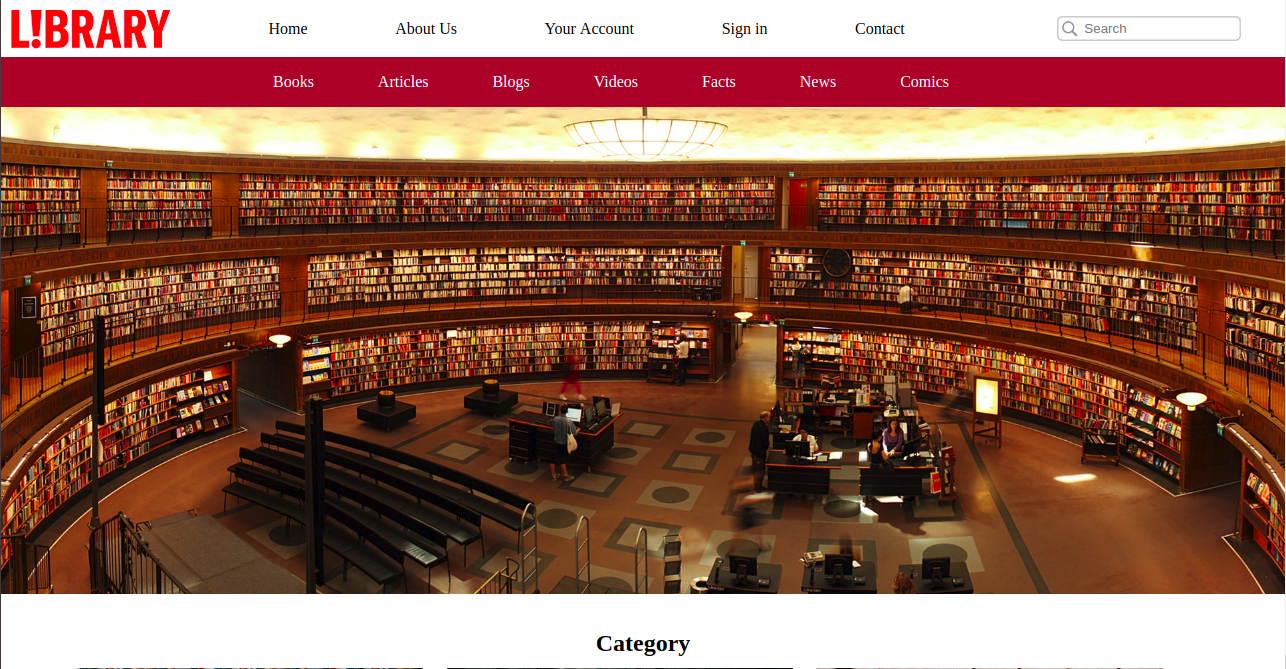 L!BRARY
Home About Us Your Account Sign in Contact Search
Books Articles Blogs Videos Facts News Comics
Category